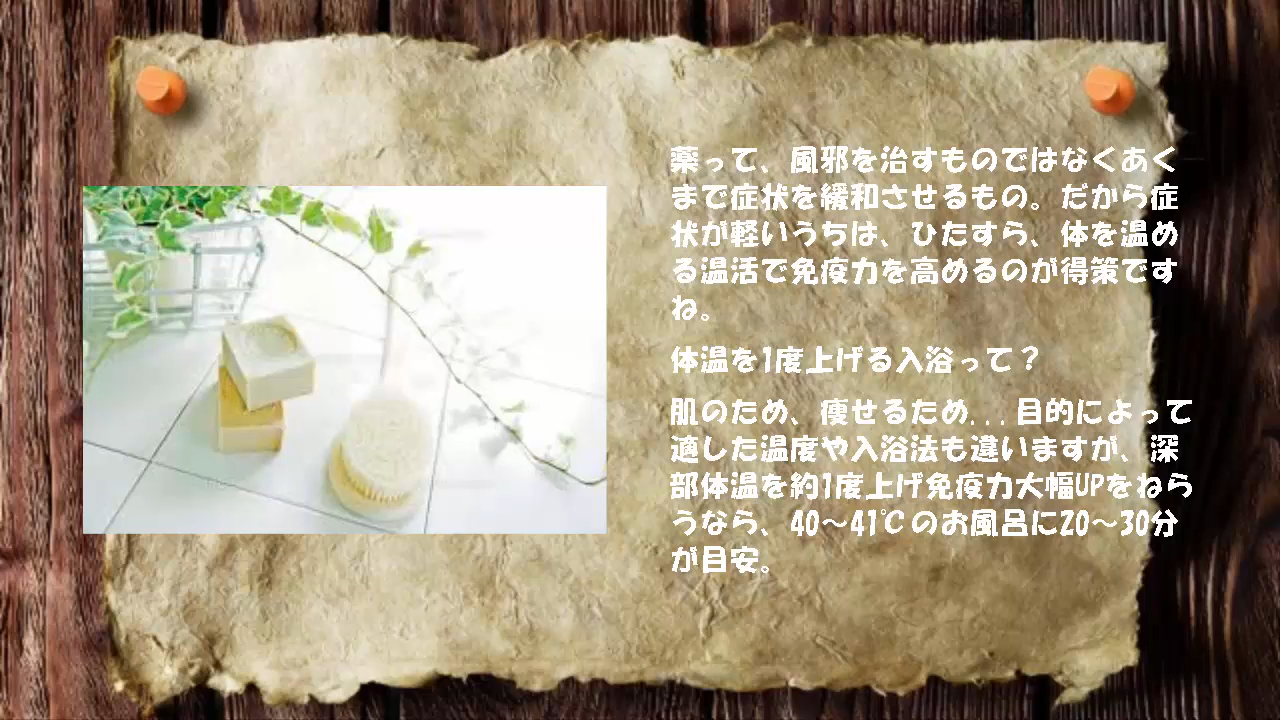 薬って、風邪を治すものではなくあく
まで症状を緩和させるもの。だから症
状が軽いうちは、ひたすら、体を温め
る温活で免疫力を高めるのが得策です
ね。
体温を1度上げる入浴って？
肌のため、痩せるため...目的によって
適した温度や入浴法も違いますが、深
部体温を約1度上げ免疫力大幅UPをねら
うなら、40～41℃のお風呂に20～30分
が目安。